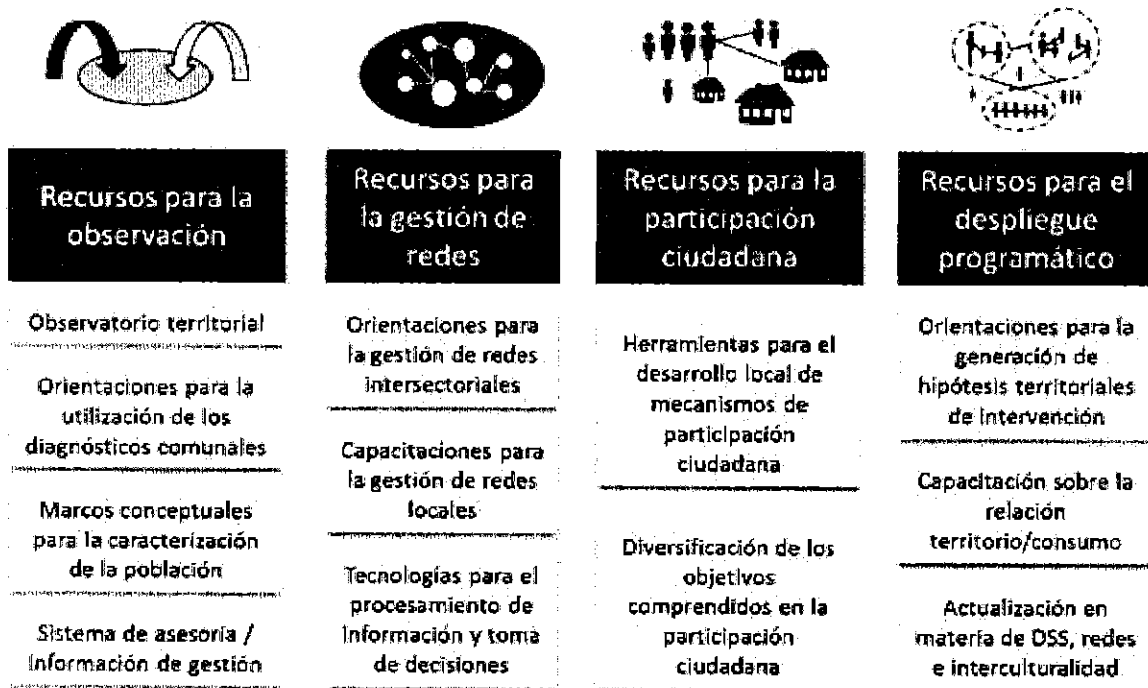 Recursos para la
observación
Observatorio territorial
Orientaciones para la
utilización de los
diagnósticos comunales
Marcos conceptuales
para la caracterización
de la población
Sistema de asesoría /
Información de gestión
Recursos para
la gestión de
redes
Orientaciones para
la gestión de redes
intersectoriales
Capacitaciones para
la gestión de redes
locales
Tecnologías para el
procesamiento de
información y toma
de decisiones
Recursos para la
participación
ciudadana
Herramientas para el
desarrollo local de
mecanismos de
participación
ciudadana
Diversificación de los
objetivos
comprendidos en la
participación
ciudadana
Recursos para el
despliegue
programático
Orientaciones para la
generación de
hipótesis territoriales
de intervención
Capacitación sobre la
relación
territorio/consumo
Actualización en
materia de DSS, redes
e interculturalidad